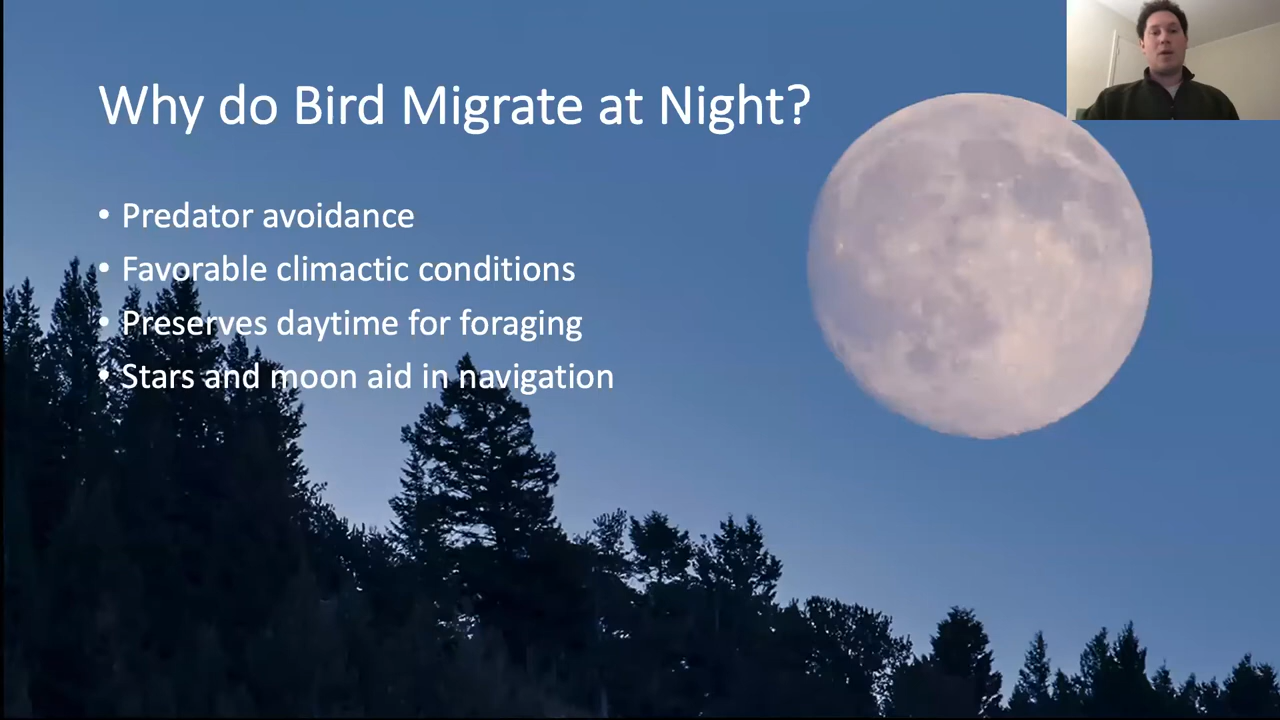 Why do Bird Migrate at Night?
• Predator avoidance
• Favorable climactic conditions
• Preserves daytime for foraging
• Stars and moon aid in navigation